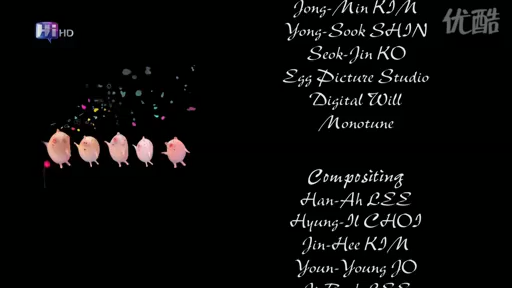 Hi HD
优酷
Jong-Min KIM
Yong-Sook SHIN
Seok-Jin KO
Egg Picture Studio
Digital Will
Monotune
Compositing
Han-Ah LEE
Hyung-Il CHOI
Jin-Hee KIM
Youn-Young JO